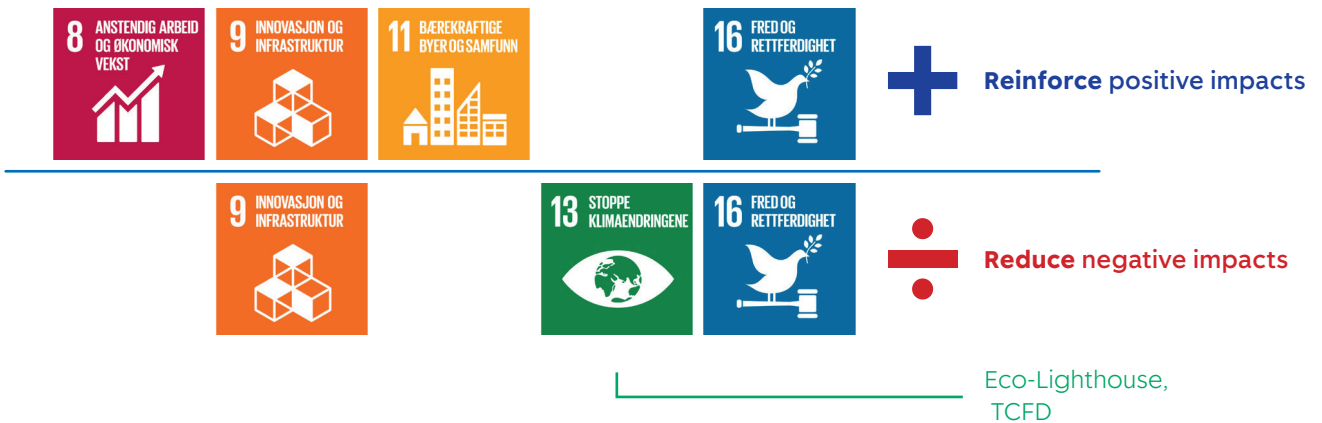 8 ANSTENDIG ARBEID
OG ØKONOMISK
VEKST
9 INNOVASJON OG
INFRASTRUKTUR
11 BÆREKRAFTIGE
BYER OG SAMFUNN
16 FRED OG
RETTFERDIGHET
Reinforce positive impacts
9 INNOVASJON OG
INFRASTRUKTUR
13 STOPPE
KLIMAENDRINGENE
16 FRED OG
RETTFERDIGHET
Reduce negative impacts
Eco-Lighthouse,
TCFD